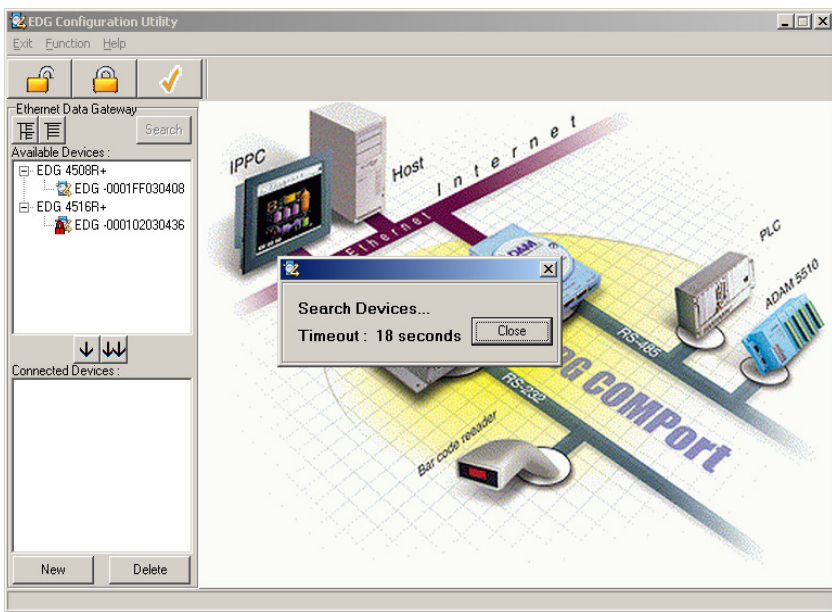 EDG Configuration Utility
Exit Function Help
Ethernet Data Gateway
Search
Available Devices :
EDG 4508R+
EDG -0001FF030408
EDG 4516R+
EDG -000102030436
Connected Devices :
New Delete
IPPC
Host
Internet
Ethernet
PLC
ADAM 5510
ADAM
RS-485
RS-232
COMPort
Bar code reeader
Search Devices...
Timeout : 18 seconds
Close